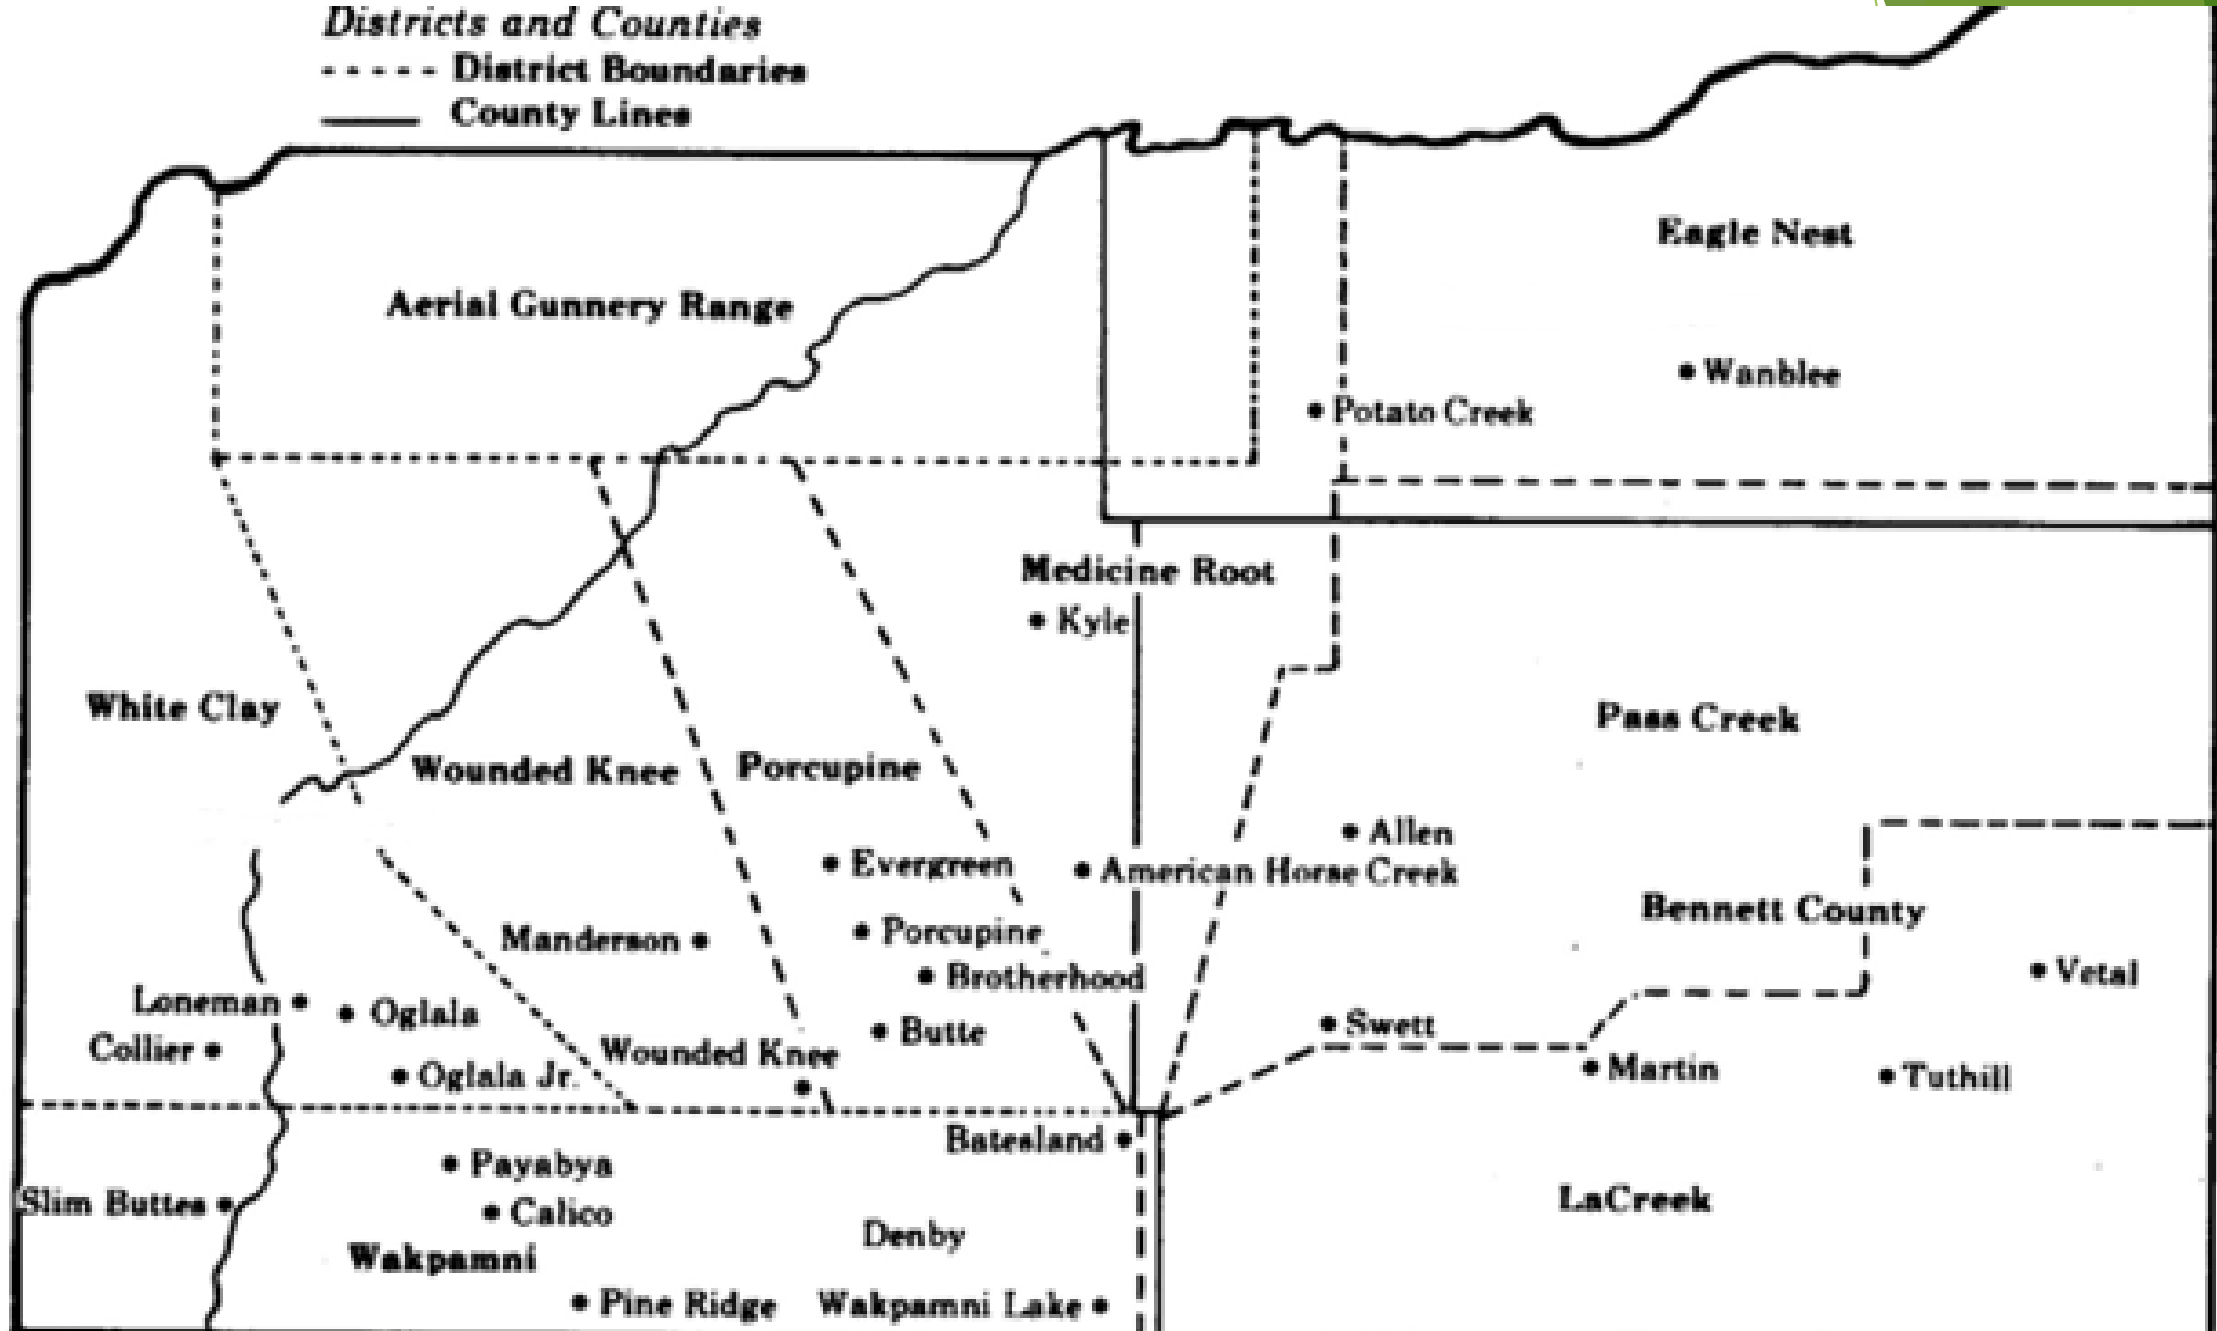 Districts and Counties
District Boundaries
County Lines
Eagle Nest
Aerial Gunnery Range
Wanblee
Potato Creek
Medicine Root
Kyle
White Clay
Pass Creek
Wounded Knee
Porcupine
Allen
Evergreen
American Horse Creek
Bennett County
Manderson
Porcupine
Brotherhood
Vetal
Loneman
Oglala
Swett
Collier
Butte
Wounded Knee
Martin
Oglala Jr.
Tuthill
Batesland
Payabya
Slim Buttes
Calico
LaCreek
Denby
Wakpamni
Pine Ridge
Wakpamni Lake